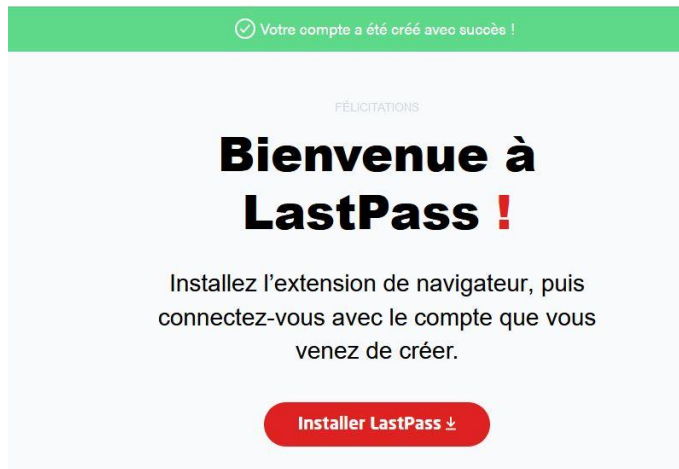 Votre compte a été créé avec succès !
FÉLICITATIONS
Bienvenue à
LastPass !
Installez l’extension de navigateur, puis
connectez-vous avec le compte que vous
venez de créer.
Installer LastPass